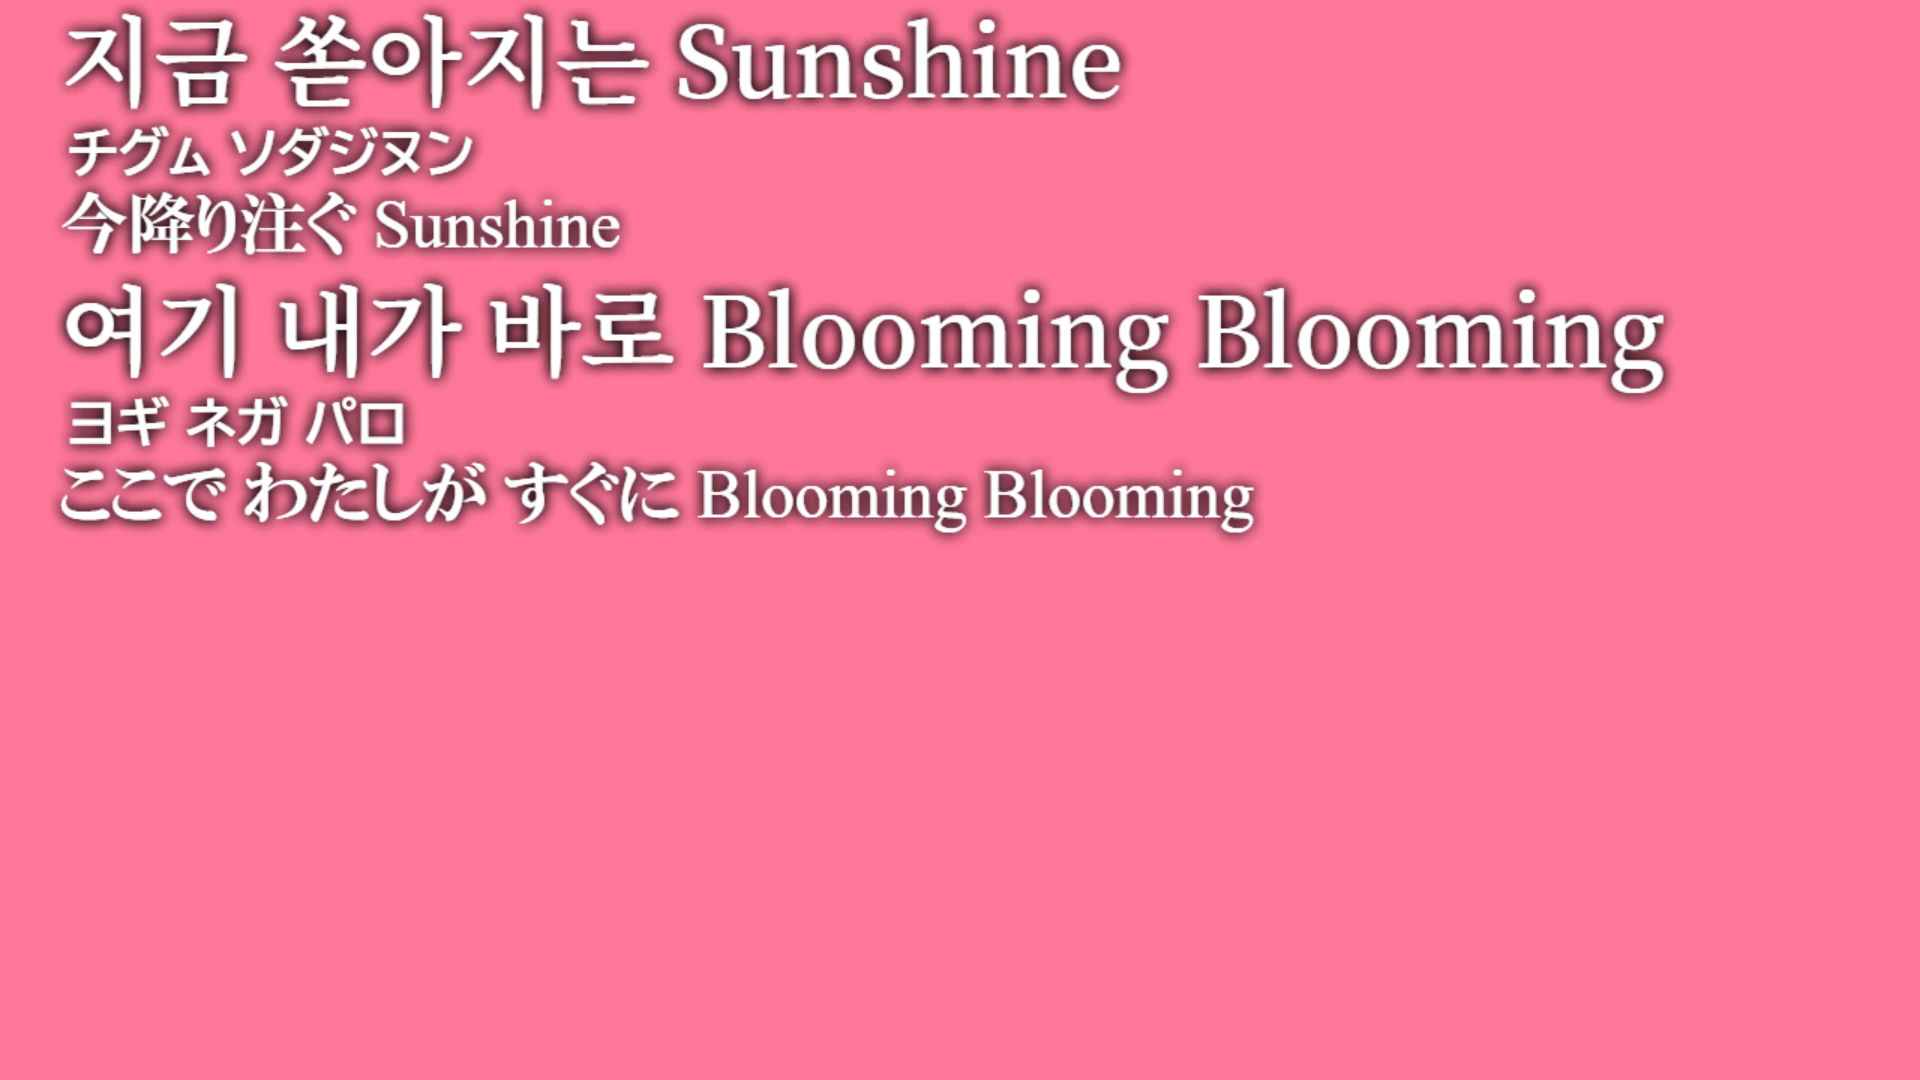 지금 쏟아지는 Sunshine
チグㇺ ソダジヌン
今降り注ぐ Sunshine
여기 내가 바로 Blooming Blooming
ヨギ ネガ パロ
ここで わたしが すぐに Blooming Blooming